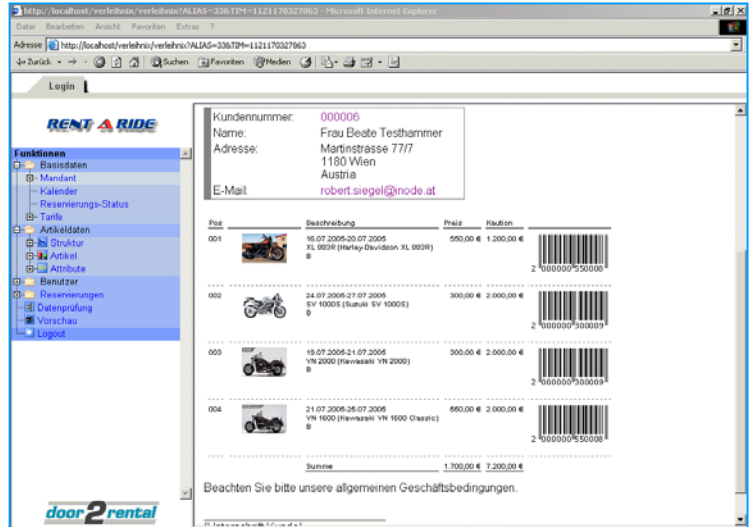 http://localhost/verleihnix/verleihnix?ALIAS=33&TIM=1121170327863 - Microsoft Internet Explorer
Datei Bearbeiten Ansicht Favoriten Extras ?
Adresse http://localhost/verleihnix/verleihnix?ALIAS=33&TIM=1121170327863
Zurück Suchen Favoriten Medien
Login
RENT A RIDE
Funktionen
Basisdaten
Mandant
Kalender
Reservierungs-Status
Tarife
Artikeldaten
Struktur
Artikel
Attribute
Benutzer
Reservierungen
Datenprüfung
Vorschau
Logout
door2rental
Kundennummer: 000006
Name: Frau Beate Testhammer
Adresse: Martinstrasse 77/7
1180 Wien
Austria
E-Mail: robert.siegel@inode.at
Pos Beschreibung Preis Kaution
001 16.07.2005-20.07.2005 550,00 € 1.200,00 €
XL 883R (Harley-Davidson XL 883R)
B
2 000000 550008
002 24.07.2005-27.07.2005 300,00 € 2.000,00 €
SV 1000S (Suzuki SV 1000S)
B
2 000000 300009
003 19.07.2005-21.07.2005 300,00 € 2.000,00 €
VN 2000 (Kawasaki VN 2000)
B
2 000000 300009
004 21.07.2005-25.07.2005 550,00 € 2.000,00 €
VN 1600 (Kawasaki VN 1600 Classic)
B
2 000000 550008
Summe 1.700,00 € 7.200,00 €
Beachten Sie bitte unsere allgemeinen Geschäftsbedingungen.